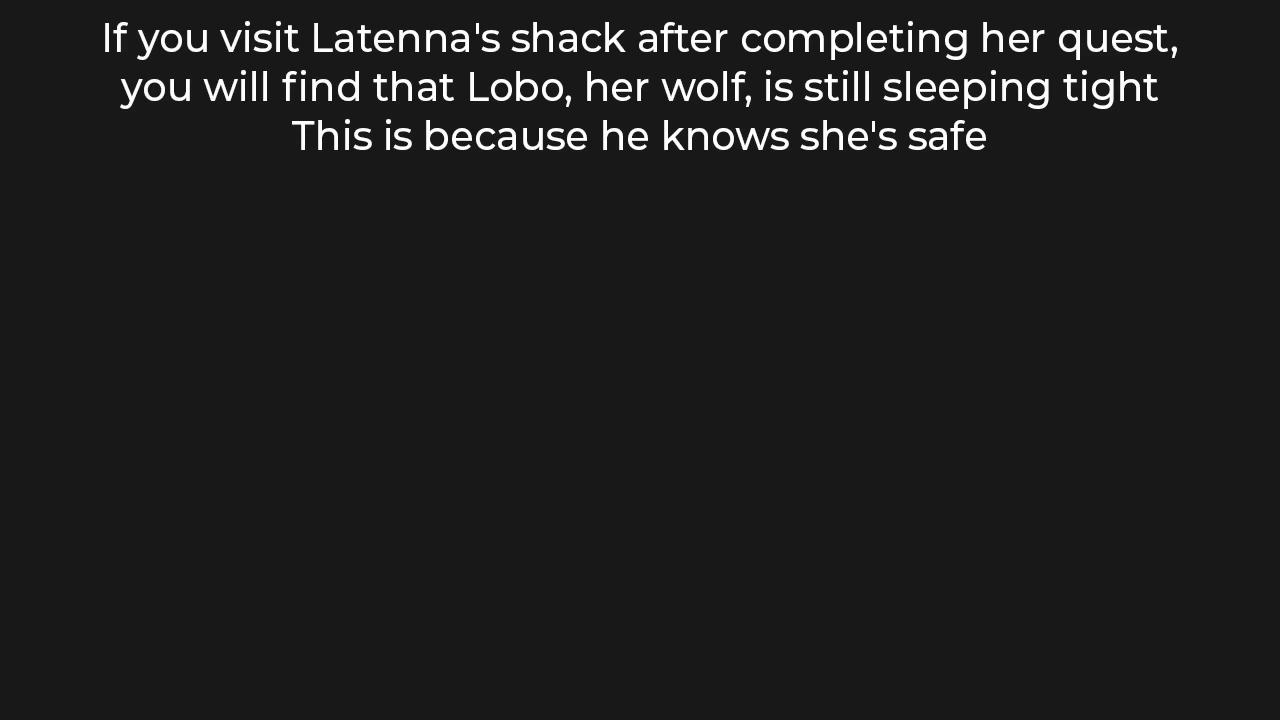 If you visit Latenna's shack after completing her quest,
you will find that Lobo, her wolf, is still sleeping tight
This is because he knows she's safe